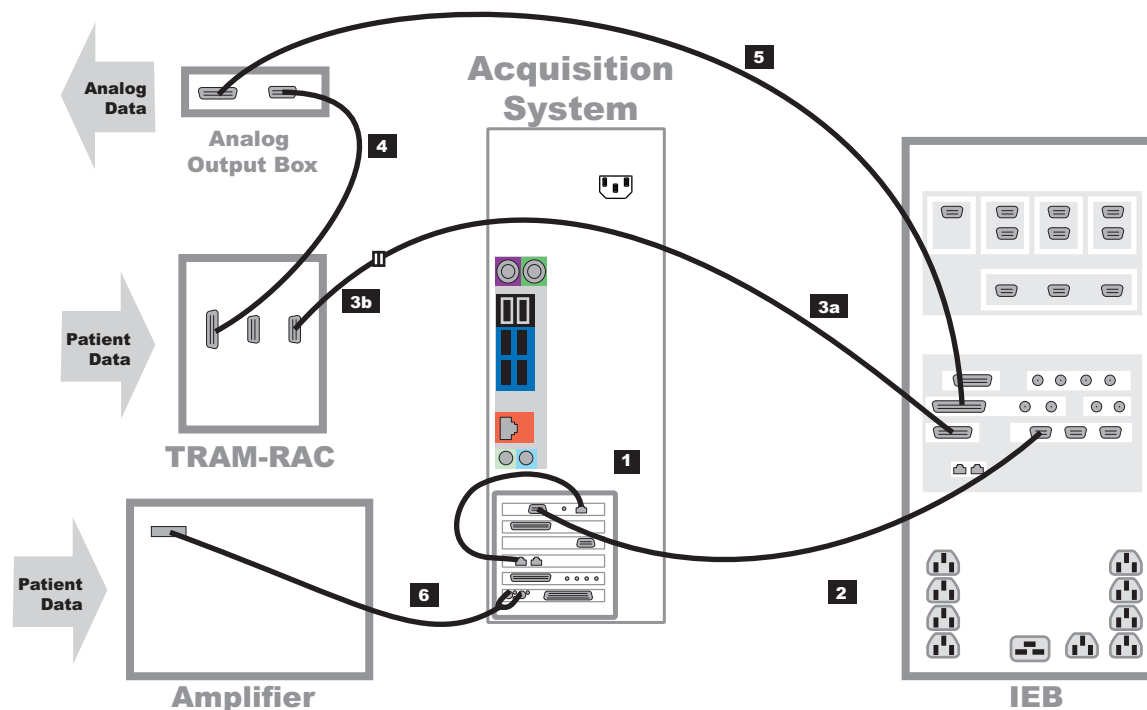 5
Acquisition
System
Analog
Data
Analog
Output Box
4
3b
3a
Patient
Data
TRAM-RAC
1
Patient
Data
6
2
Amplifier
IEB